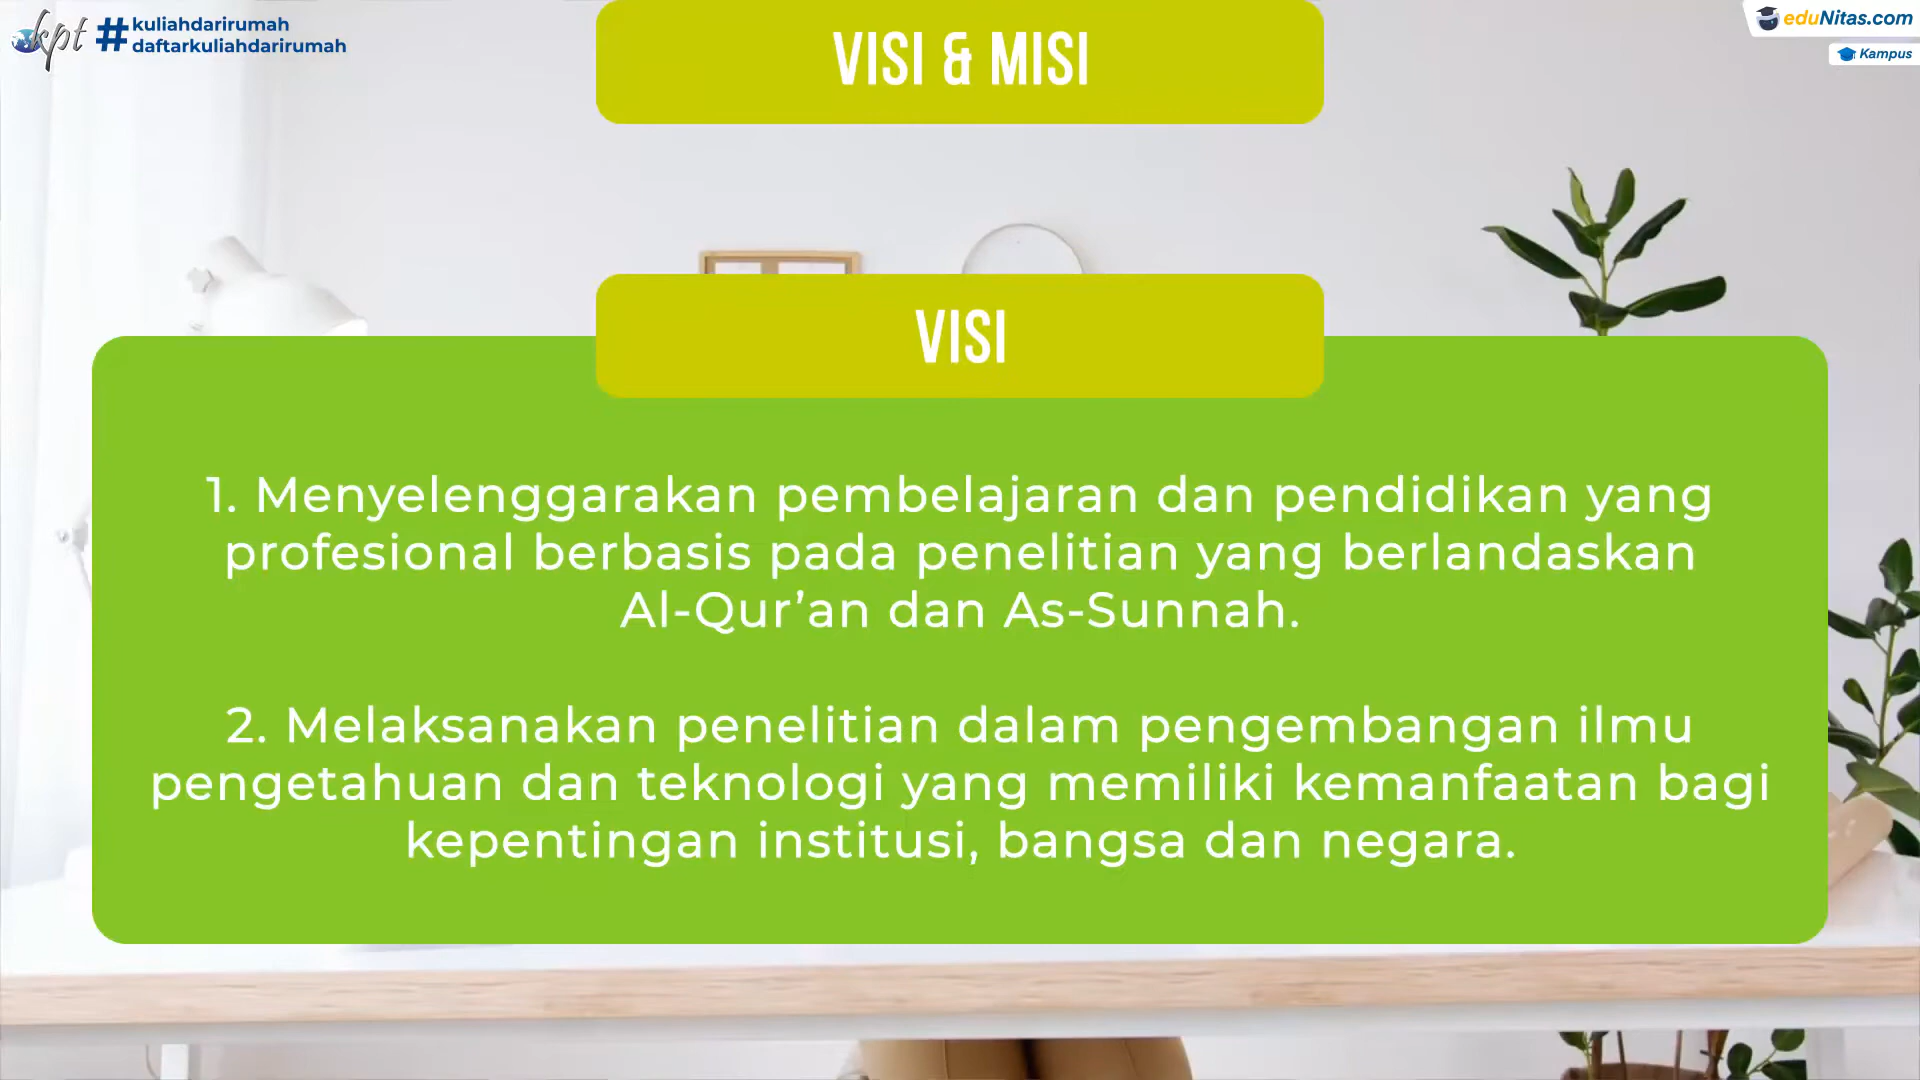 kpt #kuliahdarirumah
daftarkuliahdarirumah
VISI & MISI
eduNitas.com
Kampus
VISI
1. Menyelenggarakan pembelajaran dan pendidikan yang
profesional berbasis pada penelitian yang berlandaskan
Al-Qur’an dan As-Sunnah.
2. Melaksanakan penelitian dalam pengembangan ilmu
pengetahuan dan teknologi yang memiliki kemanfaatan bagi
kepentingan institusi, bangsa dan negara.